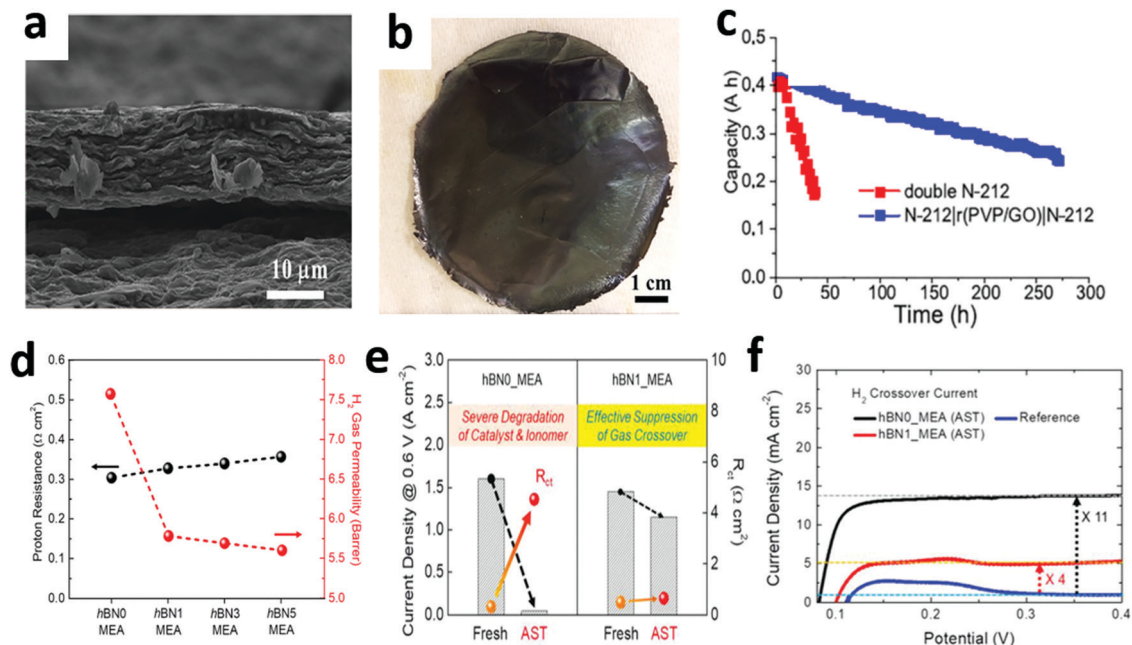 a
10 μm
b
1 cm
c
Capacity (A h)
0.5
0.4
0.3
0.2
0.1
0.0
double N-212
N-212|r(PVP/GO)|N-212
0 50 100 150 200 250 300
Time (h)
d
Proton Resistance (Ω cm²)
0.6
0.5
0.4
0.3
0.2
0.1
0.0
H₂ Gas Permeability (Barrer)
8.0
7.5
7.0
6.5
6.0
5.5
5.0
hBN0 hBN1 hBN3 hBN5
MEA MEA MEA MEA
e
Current Density @ 0.6 V (A cm⁻²)
3.0
2.5
2.0
1.5
1.0
0.5
0.0
hBN0_MEA
Severe Degradation
of Catalyst & Ionomer
Rct
hBN1_MEA
Effective Suppression
of Gas Crossover
10
8
6
4
2
0
Rct (Ω cm²)
Fresh AST Fresh AST
f
Current Density (mA cm⁻²)
30
25
20
15
10
5
0
H₂ Crossover Current
hBN0_MEA (AST) Reference
hBN1_MEA (AST)
X 11
X 4
0.1 0.2 0.3 0.4
Potential (V)